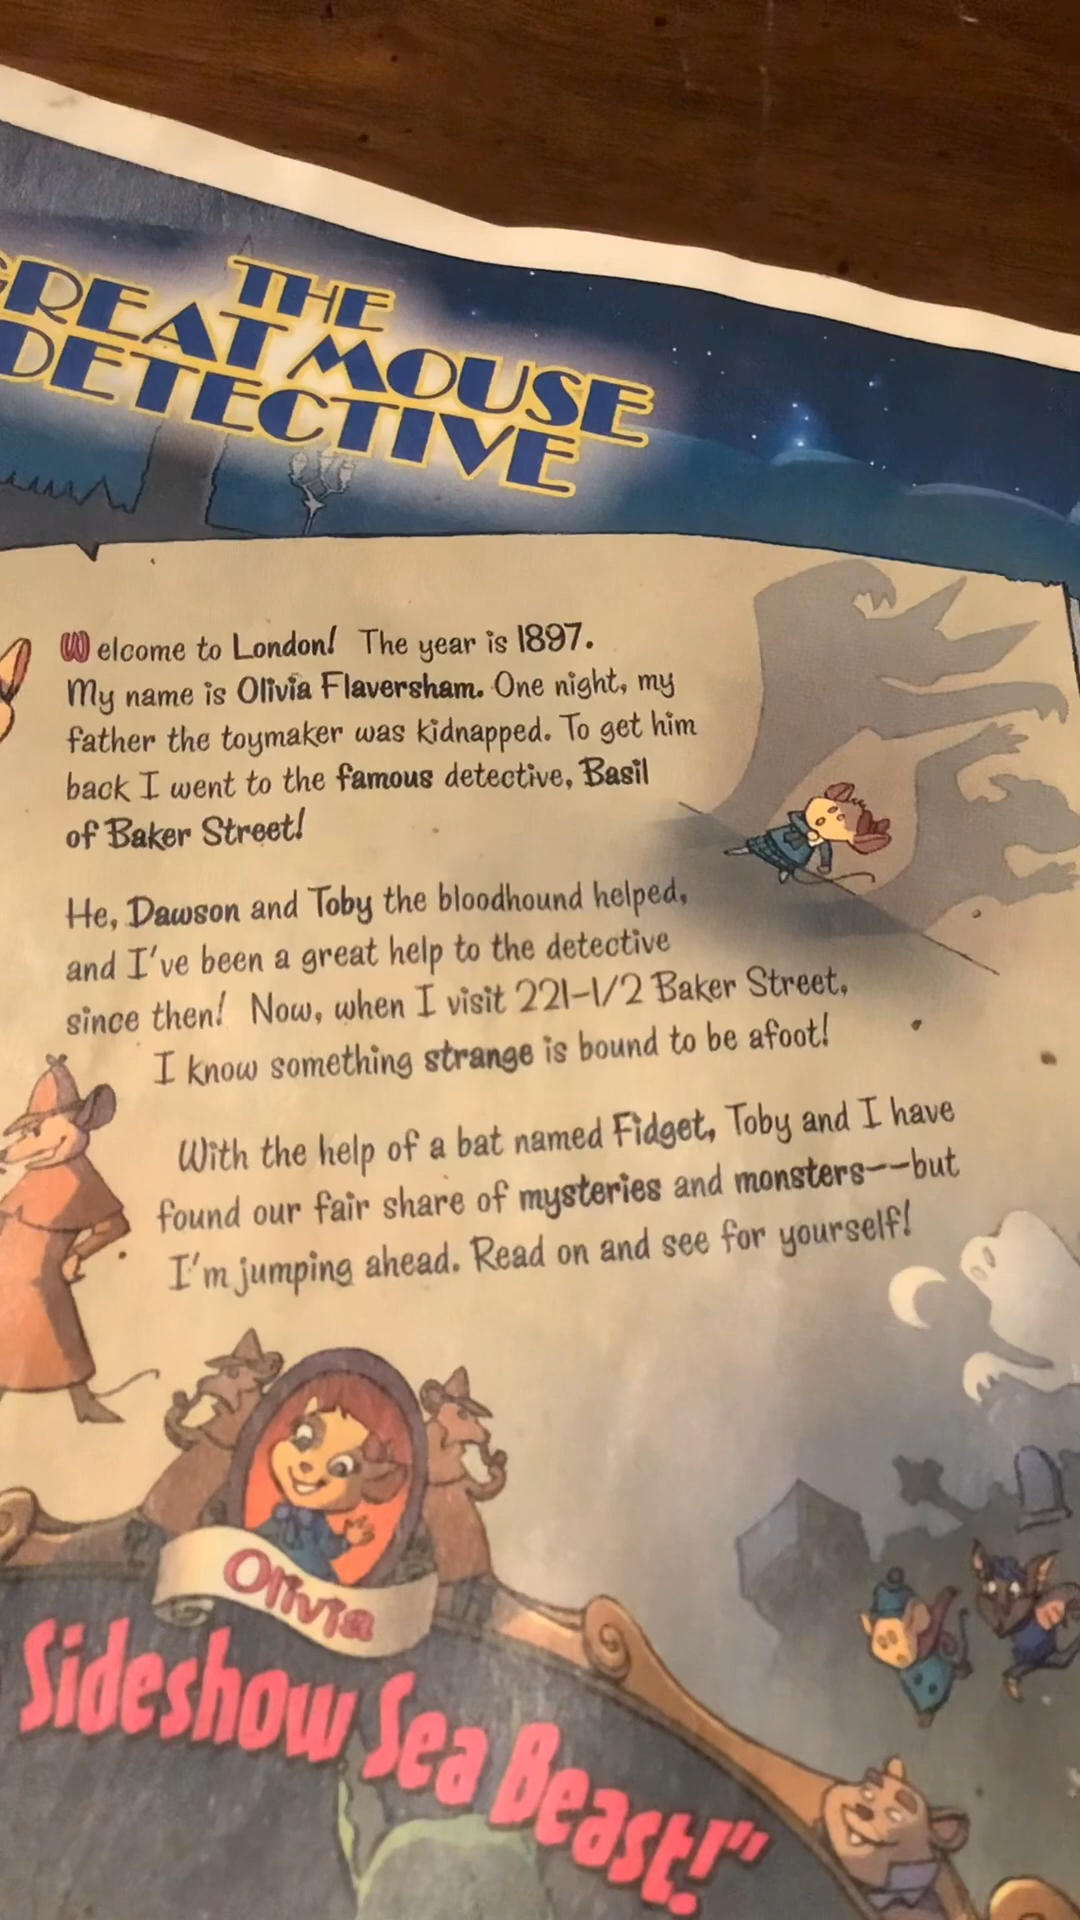 THE
GREAT MOUSE
DETECTIVE
Welcome to London! The year is 1897.
My name is Olivia Flaversham. One night, my
father the toymaker was kidnapped. To get him
back I went to the famous detective, Basil
of Baker Street!
He, Dawson and Toby the bloodhound helped,
and I've been a great help to the detective
since then! Now, when I visit 221-1/2 Baker Street,
I know something strange is bound to be afoot!
With the help of a bat named Fidget, Toby and I have
found our fair share of mysteries and monsters--but
I'm jumping ahead. Read on and see for yourself!
Olivia
Sideshow Sea Beast!"